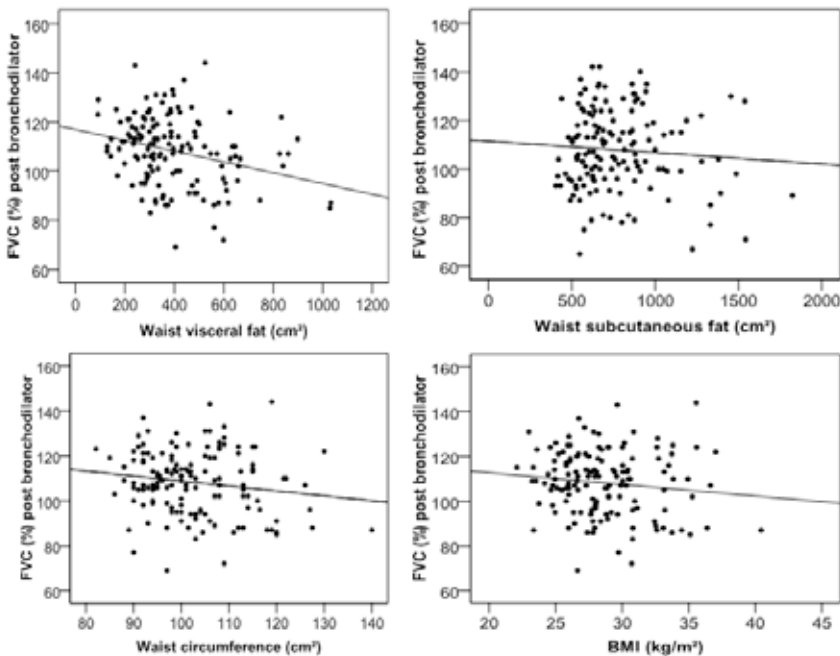 FVC (%) post bronchodilator
160
140
120
100
80
60
0 200 400 600 800 1000 1200
Waist visceral fat (cm²)
FVC (%) post bronchodilator
160
140
120
100
80
60
0 500 1000 1500 2000
Waist subcutaneous fat (cm²)
FVC (%) post bronchodilator
160
140
120
100
80
60
80 90 100 110 120 130 140
Waist circumference (cm²)
FVC (%) post bronchodilator
160
140
120
100
80
60
20 25 30 35 40 45
BMI (kg/m²)